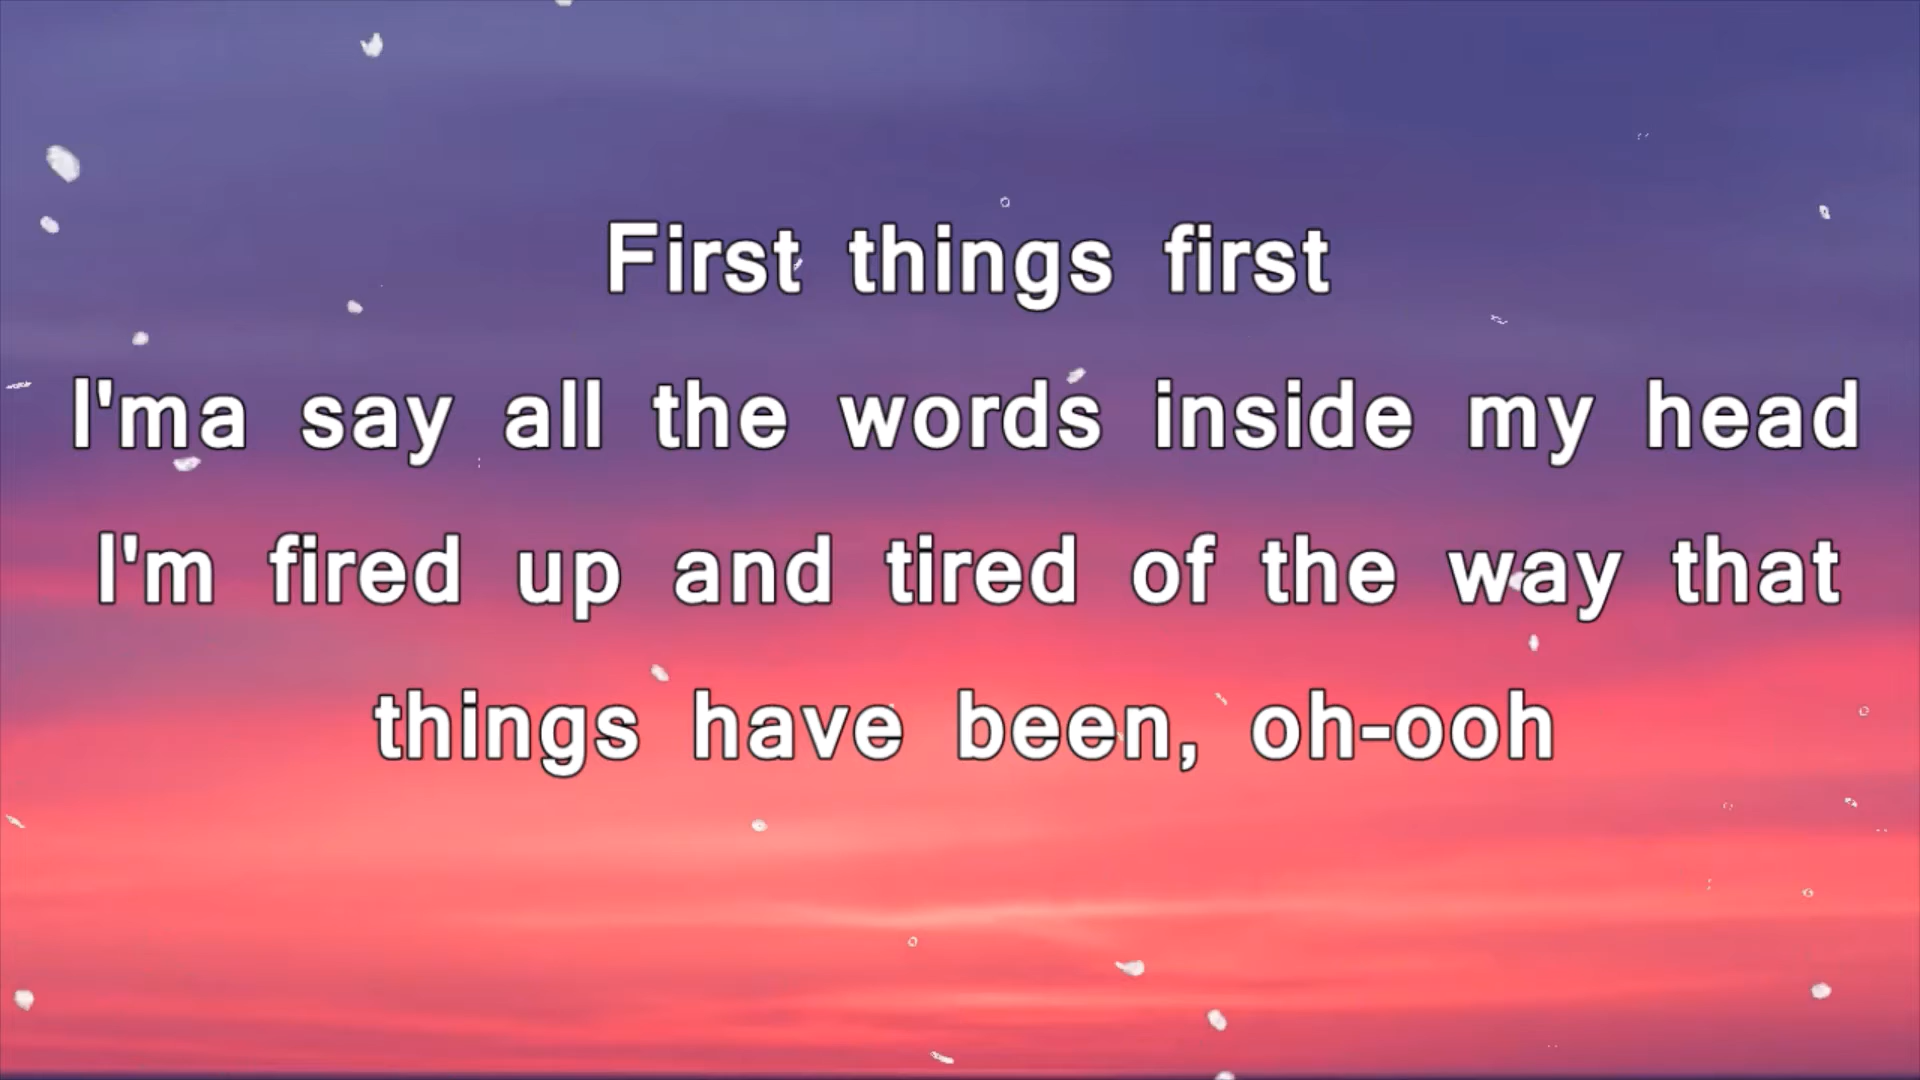 First things first
I'ma say all the words inside my head
I'm fired up and tired of the way that
things have been, oh-ooh